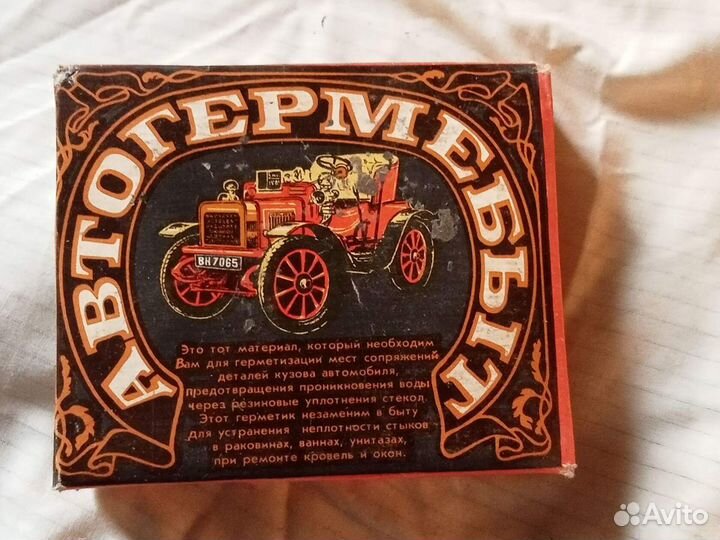 АВТОГЕРМЕБЫТ
ВН 7065
Это тот материал, который необходим
Вам для герметизации мест сопряжений
деталей кузова автомобиля,
предотвращения проникновения воды
через резиновые уплотнения стекол.
Этот герметик незаменим в быту
для устранения неплотности стыков
в раковинах, ваннах, унитазах,
при ремонте кровель и окон.
Avito